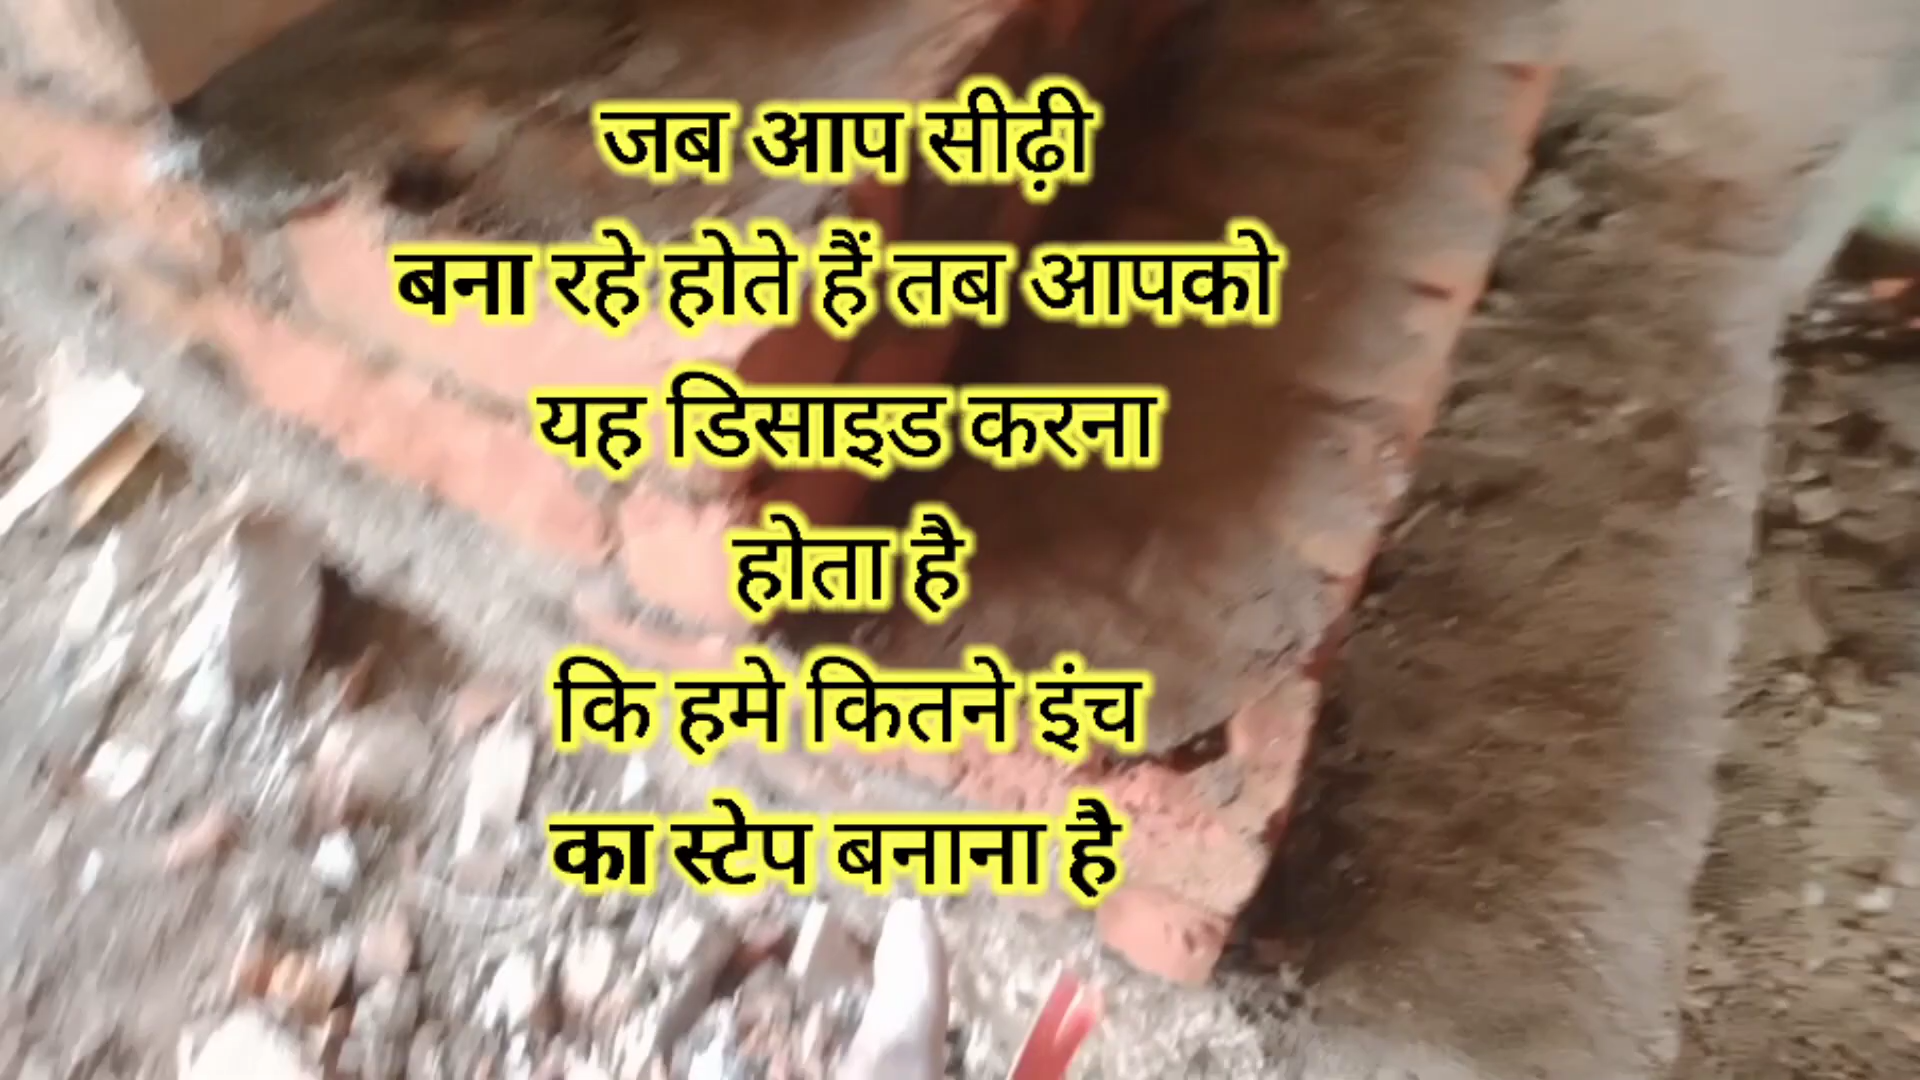 जब आप सीढ़ी
बना रहे होते हैं तब आपको
यह डिसाइड करना
होता है
कि हमे कितने इंच
का स्टेप बनाना है